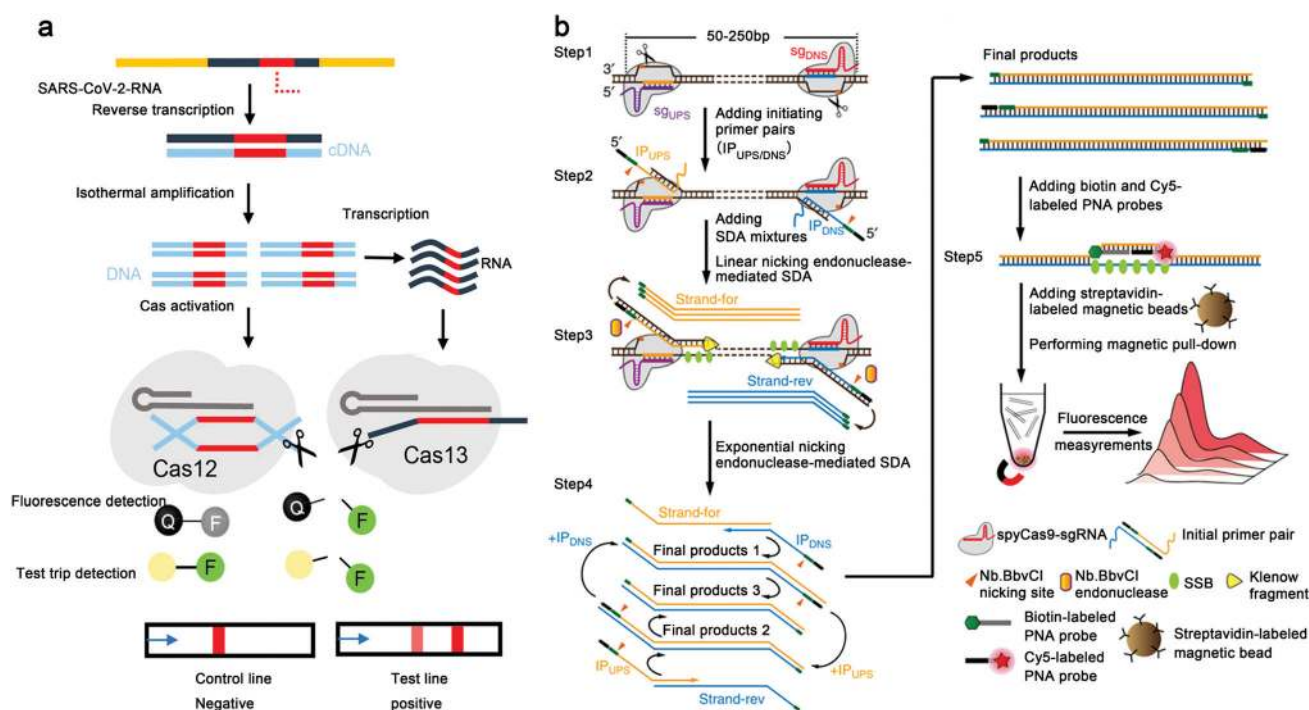 a
SARS-CoV-2-RNA
Reverse transcription
cDNA
Isothermal amplification
Transcription
DNA
RNA
Cas activation
Cas12
Cas13
Fluorescence detection
Q
F
Q
F
Test trip detection
F
F
Control line
Negative
Test line
positive
b
50-250bp
Step1
sgDNS
3′
5′
sgUPS
Adding initiating
primer pairs
(IPUPS/DNS)
5′
IPUPS
Step2
Adding
SDA mixtures
IPDNS
5′
Linear nicking endonuclease-
mediated SDA
Strand-for
Step3
Strand-rev
Exponential nicking
endonuclease-mediated SDA
Step4
Strand-for
+IPDNS
IPDNS
Final products 1
Final products 3
Final products 2
IPUPS
+IPUPS
Strand-rev
Final products
Adding biotin and Cy5-
labeled PNA probes
Step5
Adding streptavidin-
labeled magnetic beads
Performing magnetic pull-down
Fluorescence
measyrements
spyCas9-sgRNA
Initial primer pair
Nb.BbvCI
nicking site
Nb.BbvCI
endonuclease
SSB
Klenow
fragment
Biotin-labeled
PNA probe
Cy5-labeled
PNA probe
Streptavidin-labeled
magnetic bead